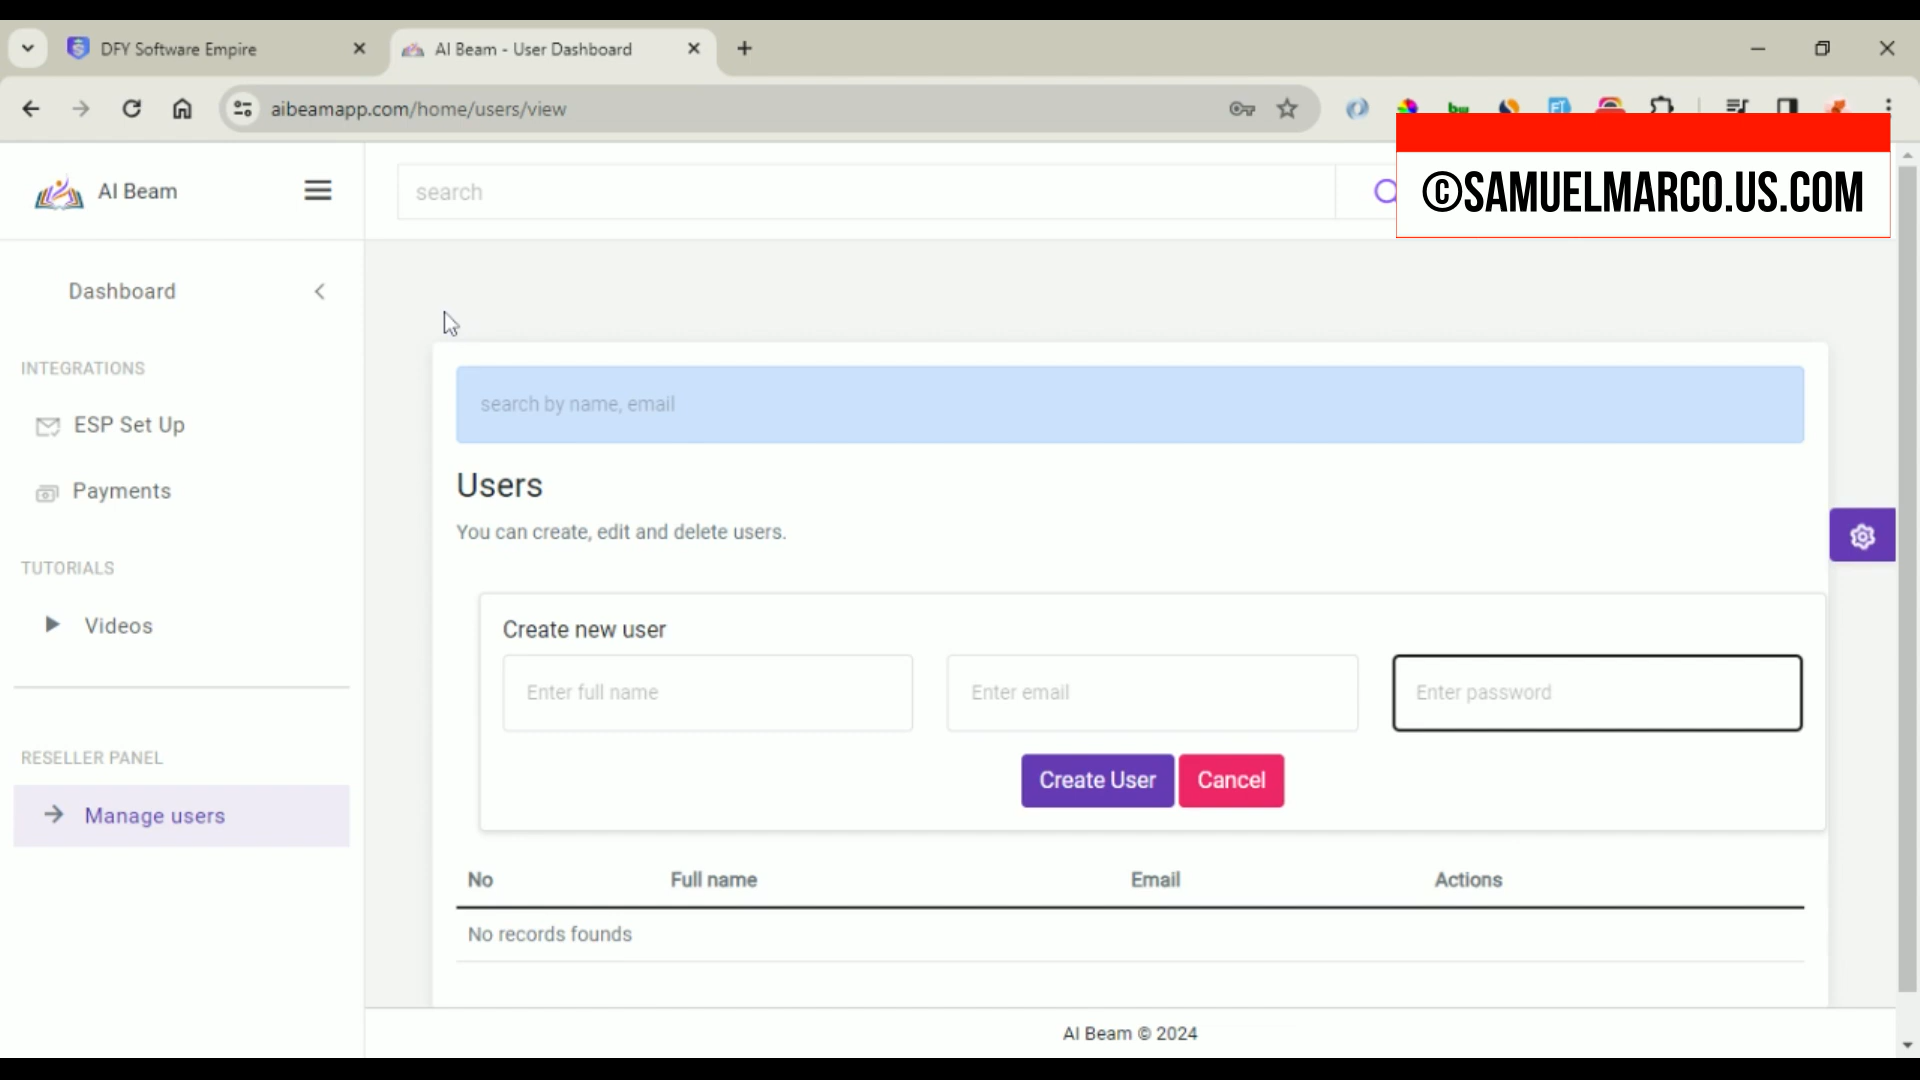 DFY Software Empire
AI Beam - User Dashboard
aibeamapp.com/home/users/view
AI Beam
search
©SAMUELMARCO.US.COM
Dashboard
INTEGRATIONS
ESP Set Up
Payments
TUTORIALS
Videos
RESELLER PANEL
Manage users
search by name, email
Users
You can create, edit and delete users.
Create new user
Enter full name
Enter email
Enter password
Create User
Cancel
No Full name Email Actions
No records founds
AI Beam © 2024